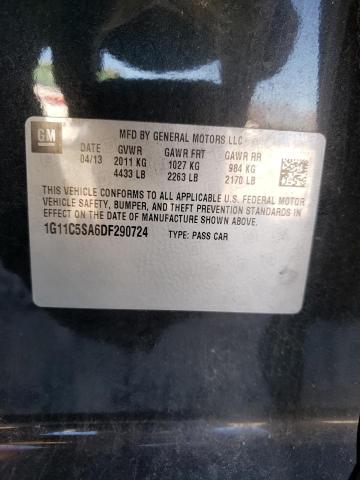 GM
MFD BY GENERAL MOTORS LLC
DATE GVWR GAWR FRT GAWR RR
04/13 2011 KG 1027 KG 984 KG
4433 LB 2263 LB 2170 LB
THIS VEHICLE CONFORMS TO ALL APPLICABLE U.S. FEDERAL MOTOR
VEHICLE SAFETY, BUMPER, AND THEFT PREVENTION STANDARDS IN
EFFECT ON THE DATE OF MANUFACTURE SHOWN ABOVE.
1G11C5SA6DF290724 TYPE: PASS CAR